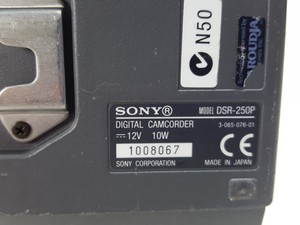 N50
SONY®
MODEL DSR-250P
DIGITAL CAMCORDER
3-065-076-01
⎓12V 10W
1008067
CE
SONY CORPORATION
MADE IN JAPAN